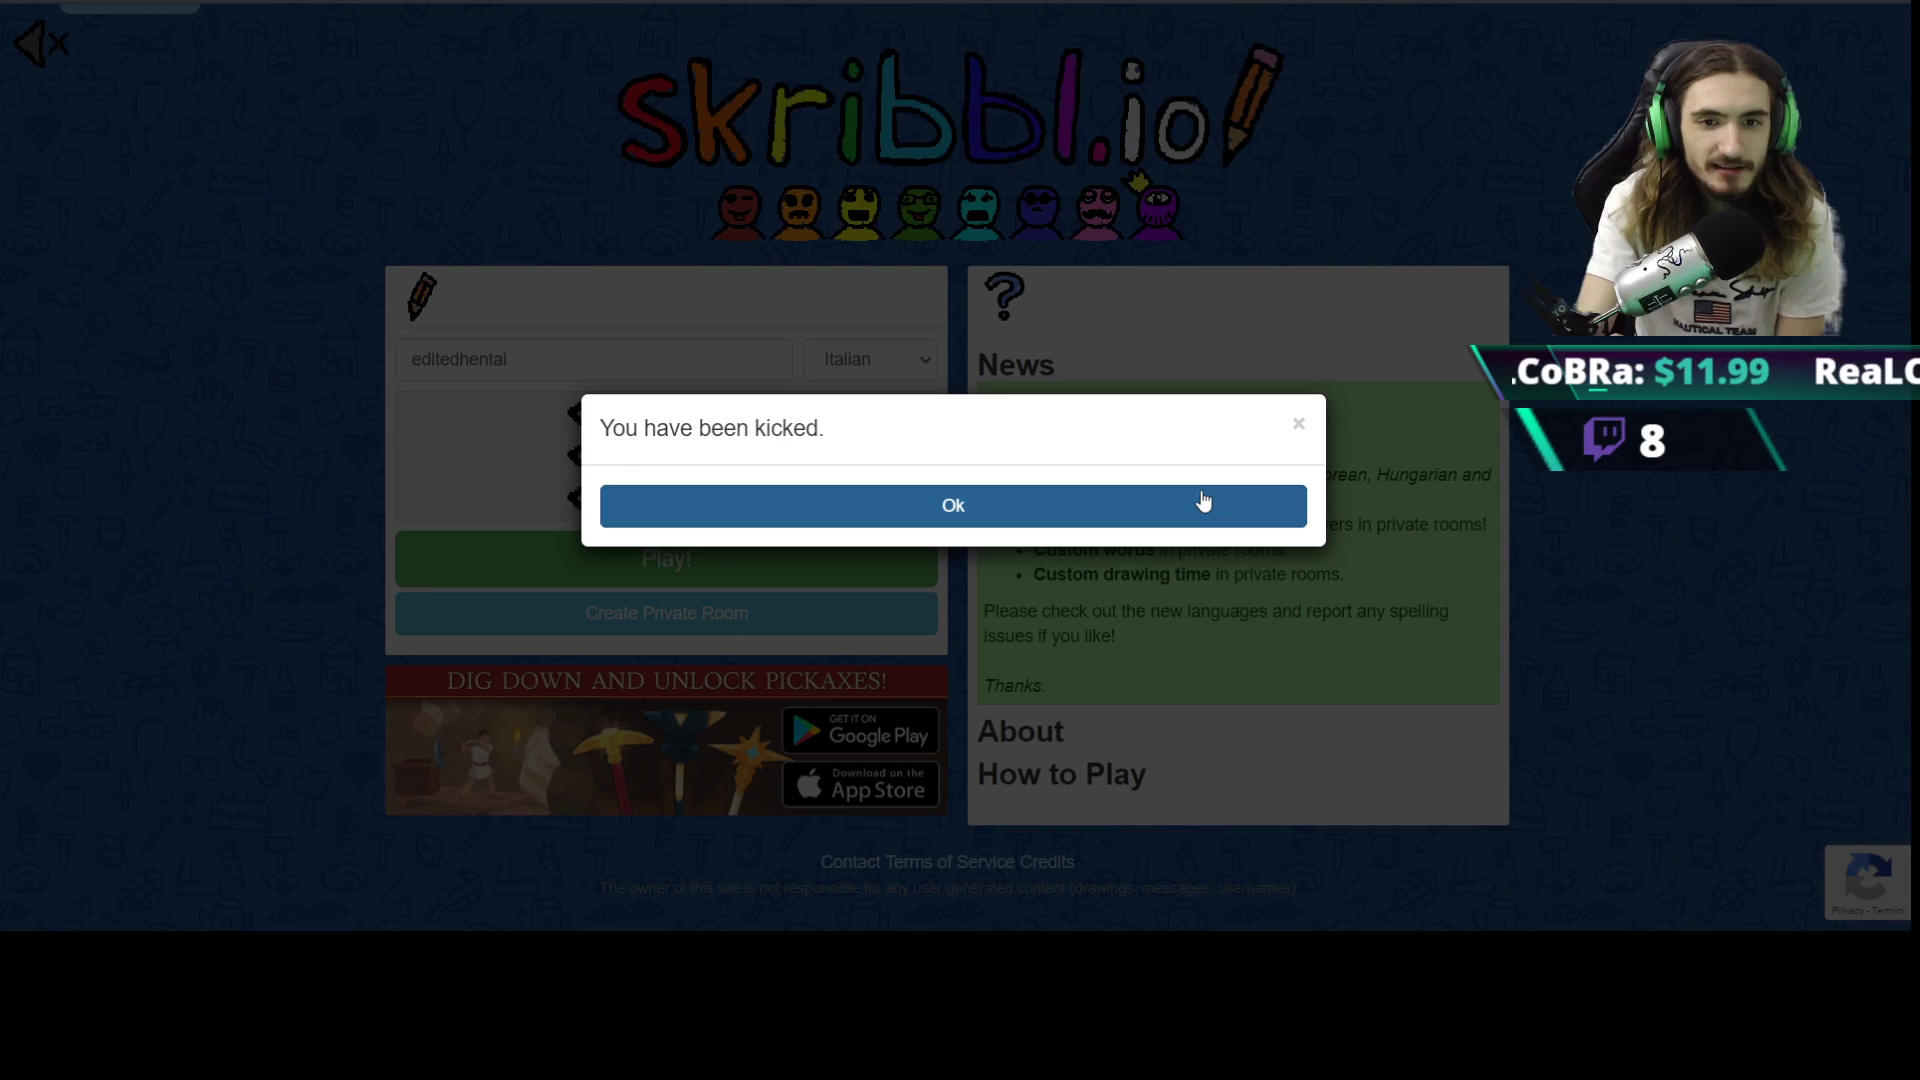 skribbl.io
editedhentai
Italian
News
You have been kicked.
×
.CoBRa: $11.99 ReaLC
8
rean, Hungarian and
Ok
ers in private rooms!
Custom words in private rooms.
Play!
Custom drawing time in private rooms.
Create Private Room
Please check out the new languages and report any spelling
issues if you like!
Thanks.
DIG DOWN AND UNLOCK PICKAXES!
GET IT ON
Google Play
Download on the
App Store
About
How to Play
Contact Terms of Service Credits
The owner of this site is not responsible for any user generated content (drawings, messages, usernames)
Privacy - Termini
NAUTICAL TEAM